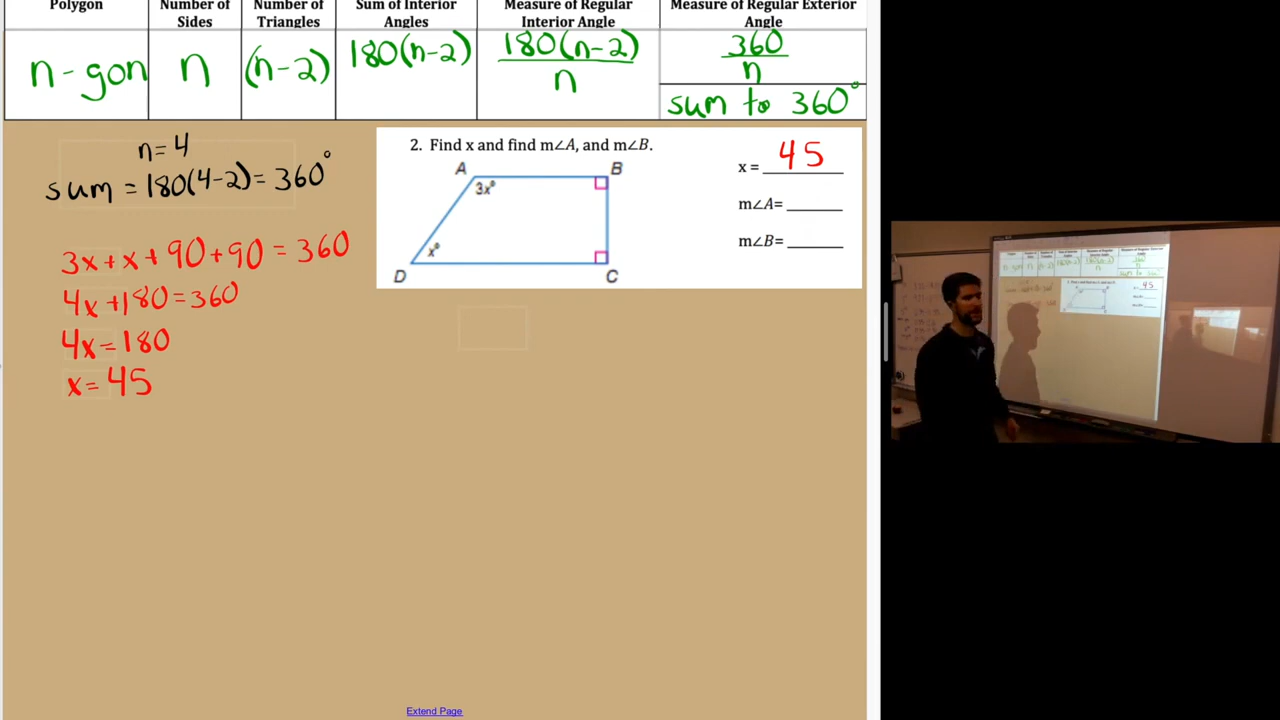 Polygon Number of Sides Number of Triangles Sum of Interior Angles Measure of Regular Interior Angle Measure of Regular Exterior Angle
n-gon n (n-2) 180(n-2) 180(n-2)/n 360/n
sum to 360°
n=4
sum = 180(4-2) = 360°
3x+x+90+90=360
4x+180=360
4x=180
x=45
2. Find x and find m∠A, and m∠B.
A B
3x°
x°
D C
x = 45
m∠A= ______
m∠B= ______
Extend Page